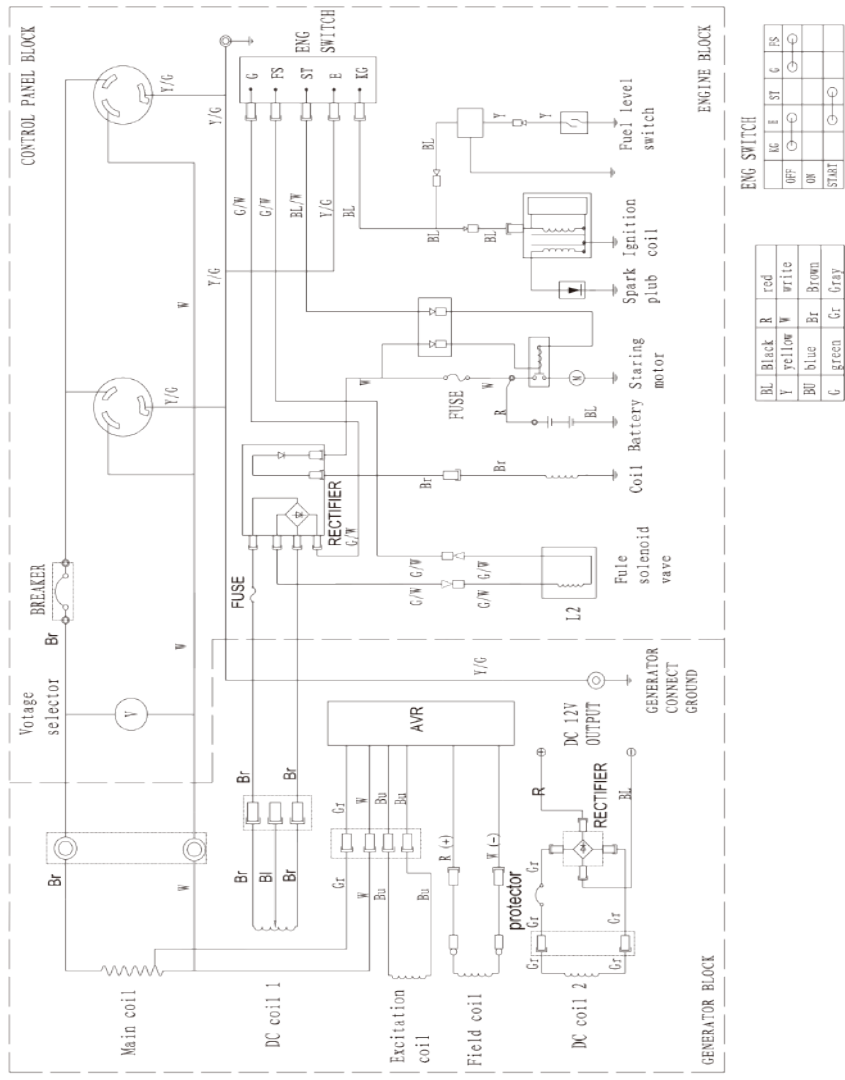 CONTROL PANEL BLOCK
ENGINE BLOCK
GENERATOR BLOCK
ENG
SWITCH
G
FS
ST
E
KG
Y/G
Y/G
Y/G
Y/G
G/W
G/W
BL/W
Y/G
BL
BL
BL
BL
Y
Y
Fuel level
switch
Ignition
coil
Spark
plub
Staring
motor
Battery
Coil
W
W
FUSE
N
R
BL
Br
Br
RECTIFIER
G/W
FUSE
G/W
G/W
G/W
G/W
L2
Fule
solenoid
vave
BREAKER
Br
W
W
Votage
selector
V
Y/G
GENERATOR
CONNECT
GROUND
AVR
DC 12V
OUTPUT
R
BL
RECTIFIER
Br
W
Br
Br
Br
Bl
Br
Gr
W
Bu
Bu
Gr
W
Bu
Bu
R (+)
W (-)
protector
Gr
Gr
Gr
Gr
Gr
Gr
Main coil
DC coil 1
Excitation
coil
Field coil
DC coil 2
ENG SWITCH
KG E ST G FS
OFF
ON
START
BL Black R red
Y yellow W write
BU blue Br Brown
G green Gr Gray